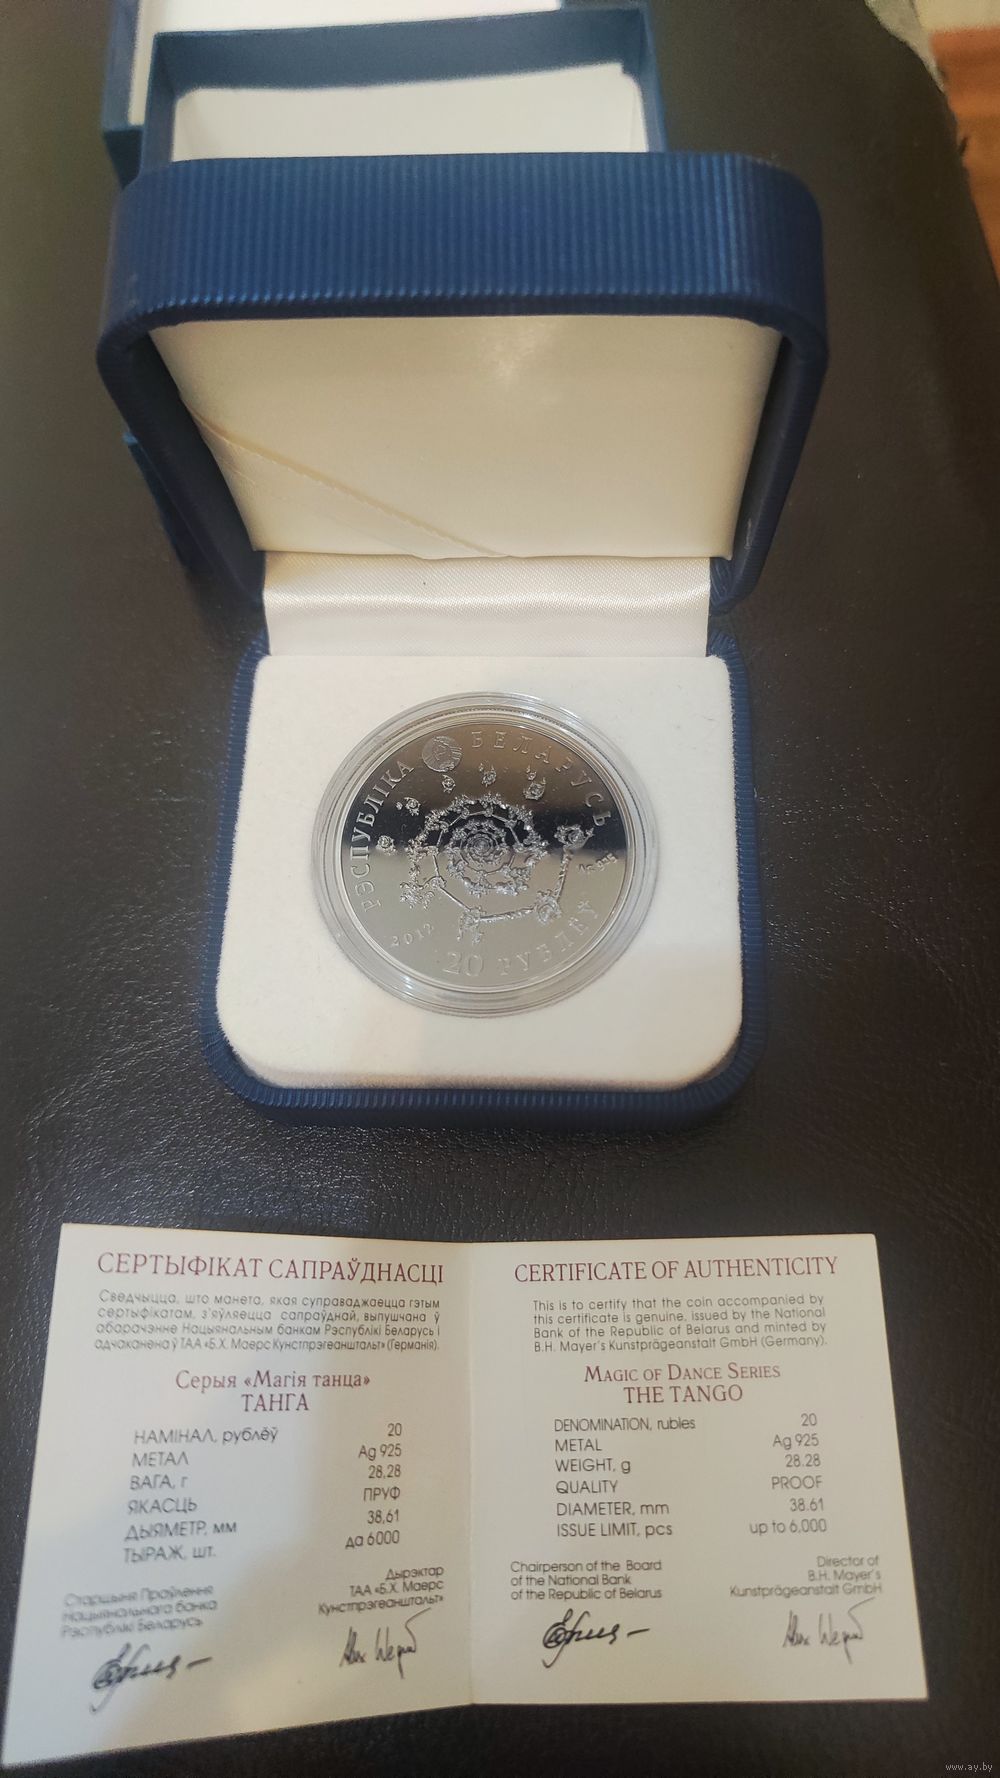 РЭСПУБЛІКА БЕЛАРУСЬ
Ag 925
2012
20 РУБЛЁЎ
СЕРТЫФІКАТ САПРАЎДНАСЦІ
Сведчыцца, што манета, якая суправаджаецца гэтым
сертыфікатам, з'яўляецца сапраўднай, выпушчана ў
абарачэнне Нацыянальным банкам Рэспублікі Беларусь і
адчаканена ў ТАА «Б.Х. Маерс Кунстпрэгеанштальт» (Германія).
Серыя «Магія танца»
ТАНГА
НАМІНАЛ, рублёў 20
МЕТАЛ Ag 925
ВАГА, г 28,28
ЯКАСЦЬ ПРУФ
ДЫЯМЕТР, мм 38,61
ТЫРАЖ, шт. да 6000
Старшыня Праўлення
Нацыянальнага банка
Рэспублікі Беларусь
Дырэктар
ТАА «Б.Х. Маерс
Кунстпрэгеанштальт»
CERTIFICATE OF AUTHENTICITY
This is to certify that the coin accompanied by
this certificate is genuine, issued by the National
Bank of the Republic of Belarus and minted by
B.H. Mayer's Kunstprägeanstalt GmbH (Germany).
MAGIC OF DANCE SERIES
THE TANGO
DENOMINATION, rubles 20
METAL Ag 925
WEIGHT, g 28.28
QUALITY PROOF
DIAMETER, mm 38.61
ISSUE LIMIT, pcs up to 6,000
Chairperson of the Board
of the National Bank
of the Republic of Belarus
Director of
B.H. Mayer's
Kunstprägeanstalt GmbH
www.ay.by